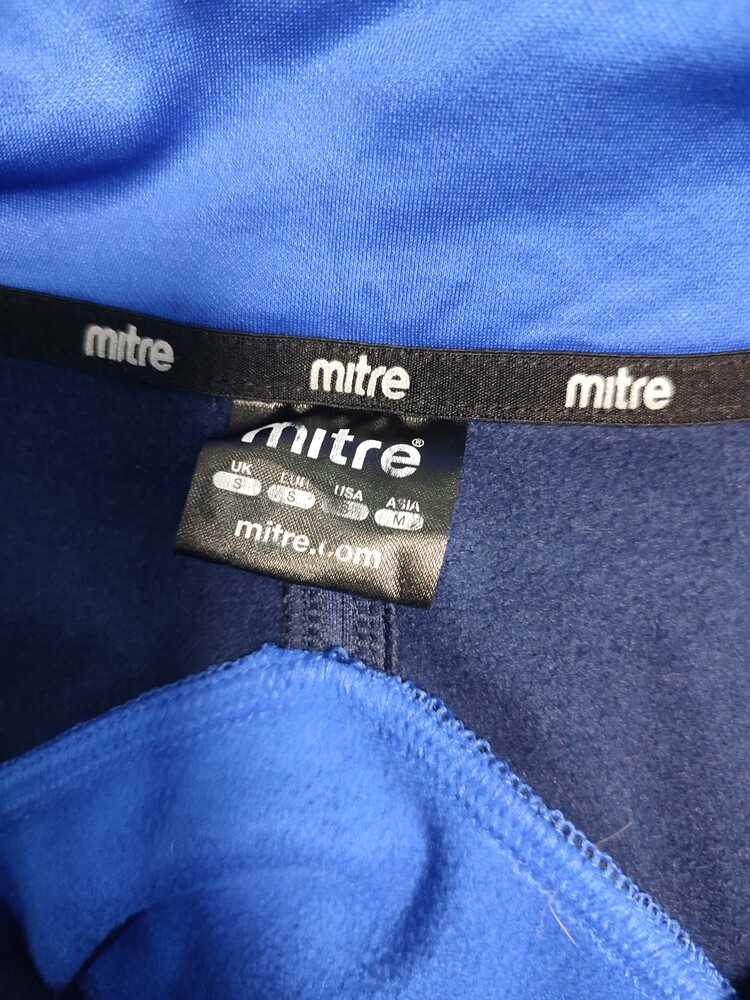 mitre mitre mitre
mitre®
UK EUR USA ASIA
S S S M
mitre.com